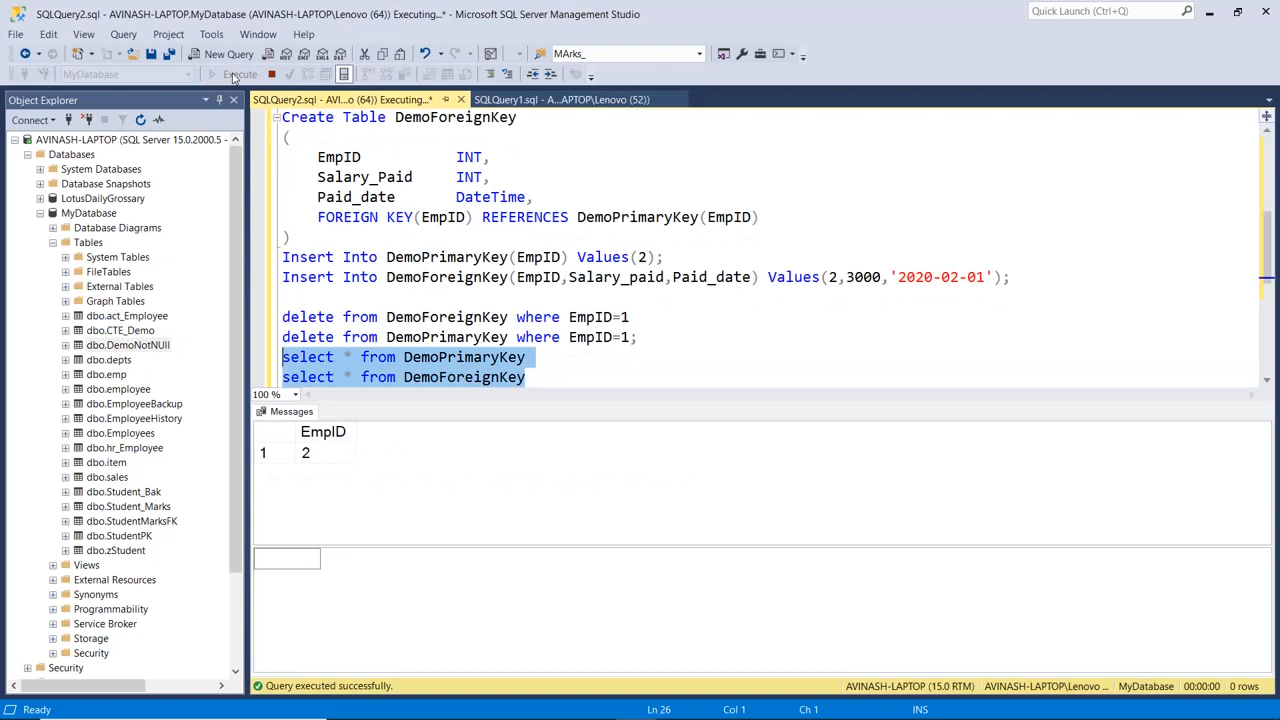 SQLQuery2.sql - AVINASH-LAPTOP.MyDatabase (AVINASH-LAPTOP\Lenovo (64)) Executing...* - Microsoft SQL Server Management Studio
Quick Launch (Ctrl+Q)
File Edit View Query Project Tools Window Help
New Query MDX DMX XMLA DAX MArks_
MyDatabase Execute
Object Explorer
SQLQuery2.sql - AVI...o (64)) Executing...* SQLQuery1.sql - A...APTOP\Lenovo (52))
Connect
AVINASH-LAPTOP (SQL Server 15.0.2000.5 -
Databases
System Databases
Database Snapshots
LotusDailyGrossary
MyDatabase
Database Diagrams
Tables
System Tables
FileTables
External Tables
Graph Tables
dbo.act_Employee
dbo.CTE_Demo
dbo.DemoNotNUll
dbo.depts
dbo.emp
dbo.employee
dbo.EmployeeBackup
dbo.EmployeeHistory
dbo.Employees
dbo.hr_Employee
dbo.item
dbo.sales
dbo.Student_Bak
dbo.Student_Marks
dbo.StudentMarksFK
dbo.StudentPK
dbo.zStudent
Views
External Resources
Synonyms
Programmability
Service Broker
Storage
Security
Security
Create Table DemoForeignKey
(
EmpID INT,
Salary_Paid INT,
Paid_date DateTime,
FOREIGN KEY(EmpID) REFERENCES DemoPrimaryKey(EmpID)
)
Insert Into DemoPrimaryKey(EmpID) Values(2);
Insert Into DemoForeignKey(EmpID,Salary_paid,Paid_date) Values(2,3000,'2020-02-01');
delete from DemoForeignKey where EmpID=1
delete from DemoPrimaryKey where EmpID=1;
select * from DemoPrimaryKey
select * from DemoForeignKey
100 %
Messages
EmpID
1 2
Query executed successfully. AVINASH-LAPTOP (15.0 RTM) AVINASH-LAPTOP\Lenovo ... MyDatabase 00:00:00 0 rows
Ready Ln 26 Col 1 Ch 1 INS